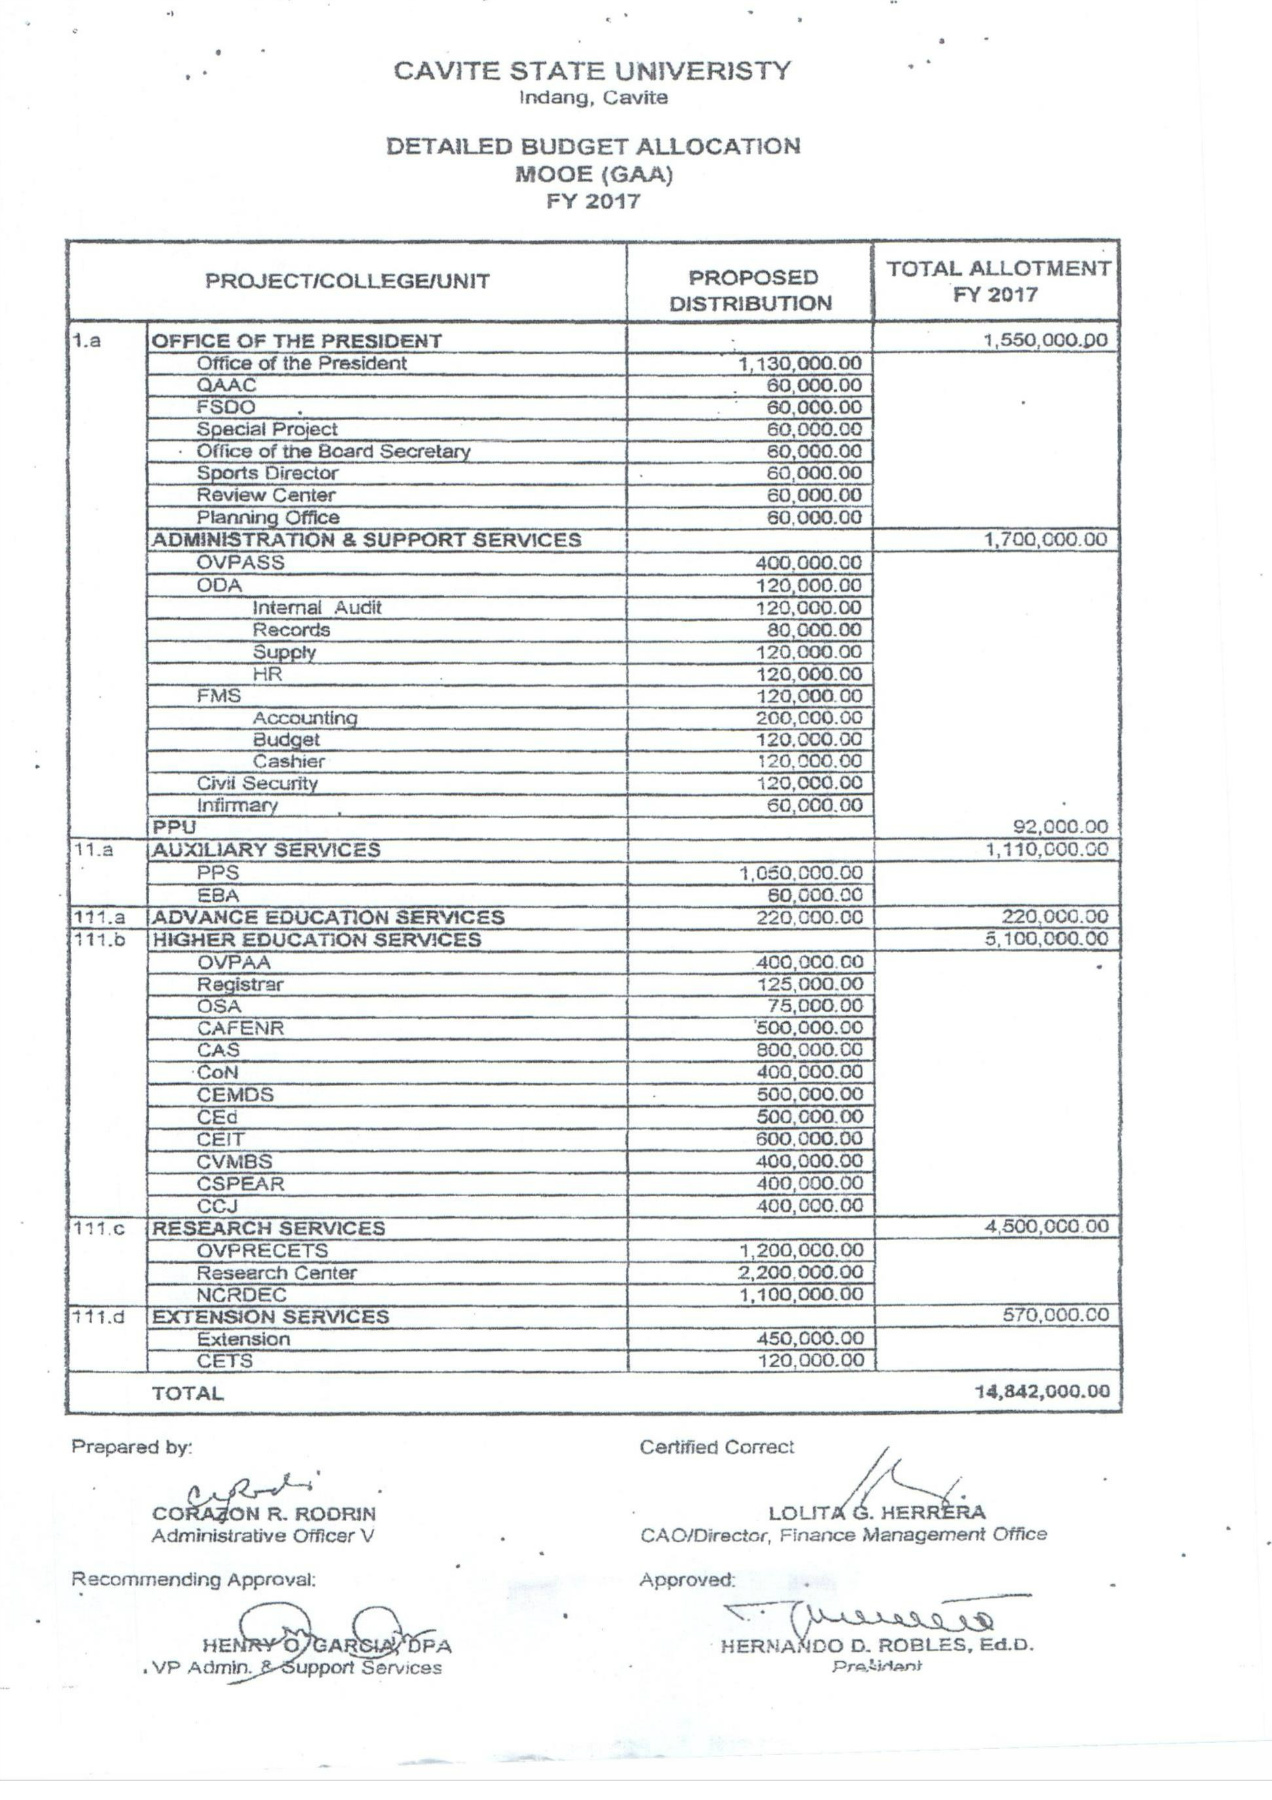 CAVITE STATE UNIVERISTY
Indang, Cavite
DETAILED BUDGET ALLOCATION
MOOE (GAA)
FY 2017
PROJECT/COLLEGE/UNIT PROPOSED DISTRIBUTION TOTAL ALLOTMENT FY 2017
1.a OFFICE OF THE PRESIDENT 1,550,000.00
Office of the President 1,130,000.00
QAAC 60,000.00
FSDO 60,000.00
Special Project 60,000.00
Office of the Board Secretary 60,000.00
Sports Director 60,000.00
Review Center 60,000.00
Planning Office 60,000.00
ADMINISTRATION & SUPPORT SERVICES 1,700,000.00
OVPASS 400,000.00
ODA 120,000.00
Internal Audit 120,000.00
Records 80,000.00
Supply 120,000.00
HR 120,000.00
FMS 120,000.00
Accounting 200,000.00
Budget 120,000.00
Cashier 120,000.00
Civil Security 120,000.00
Infirmary 60,000.00
PPU 92,000.00
11.a AUXILIARY SERVICES 1,110,000.00
PPS 1,050,000.00
EBA 60,000.00
111.a ADVANCE EDUCATION SERVICES 220,000.00 220,000.00
111.b HIGHER EDUCATION SERVICES 5,100,000.00
OVPAA 400,000.00
Registrar 125,000.00
OSA 75,000.00
CAFENR 500,000.00
CAS 800,000.00
CoN 400,000.00
CEMDS 500,000.00
CEd 500,000.00
CEIT 600,000.00
CVMBS 400,000.00
CSPEAR 400,000.00
CCJ 400,000.00
111.c RESEARCH SERVICES 4,500,000.00
OVPRECETS 1,200,000.00
Research Center 2,200,000.00
NCRDEC 1,100,000.00
111.d EXTENSION SERVICES 570,000.00
Extension 450,000.00
CETS 120,000.00
TOTAL 14,842,000.00
Prepared by: Certified Correct
CORAZON R. RODRIN LOLITA G. HERRERA
Administrative Officer V CAO/Director, Finance Management Office
Recommending Approval: Approved:
HENRY O. GARCIA, DPA HERNANDO D. ROBLES, Ed.D.
VP Admin. & Support Services President